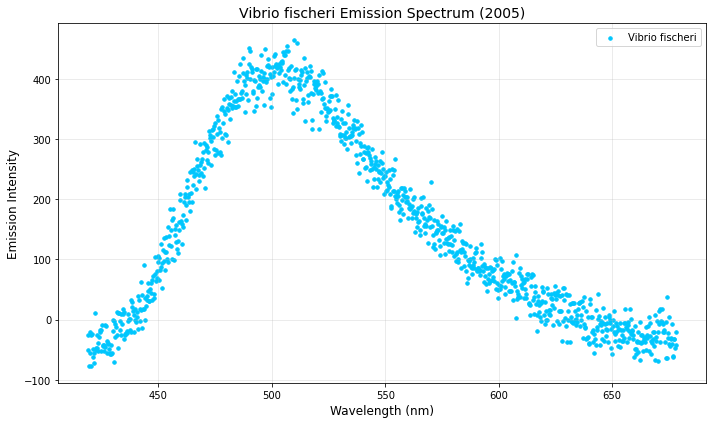 Vibrio fischeri Emission Spectrum (2005)
Vibrio fischeri
Emission Intensity
400
300
200
100
0
−100
450
500
550
600
650
Wavelength (nm)